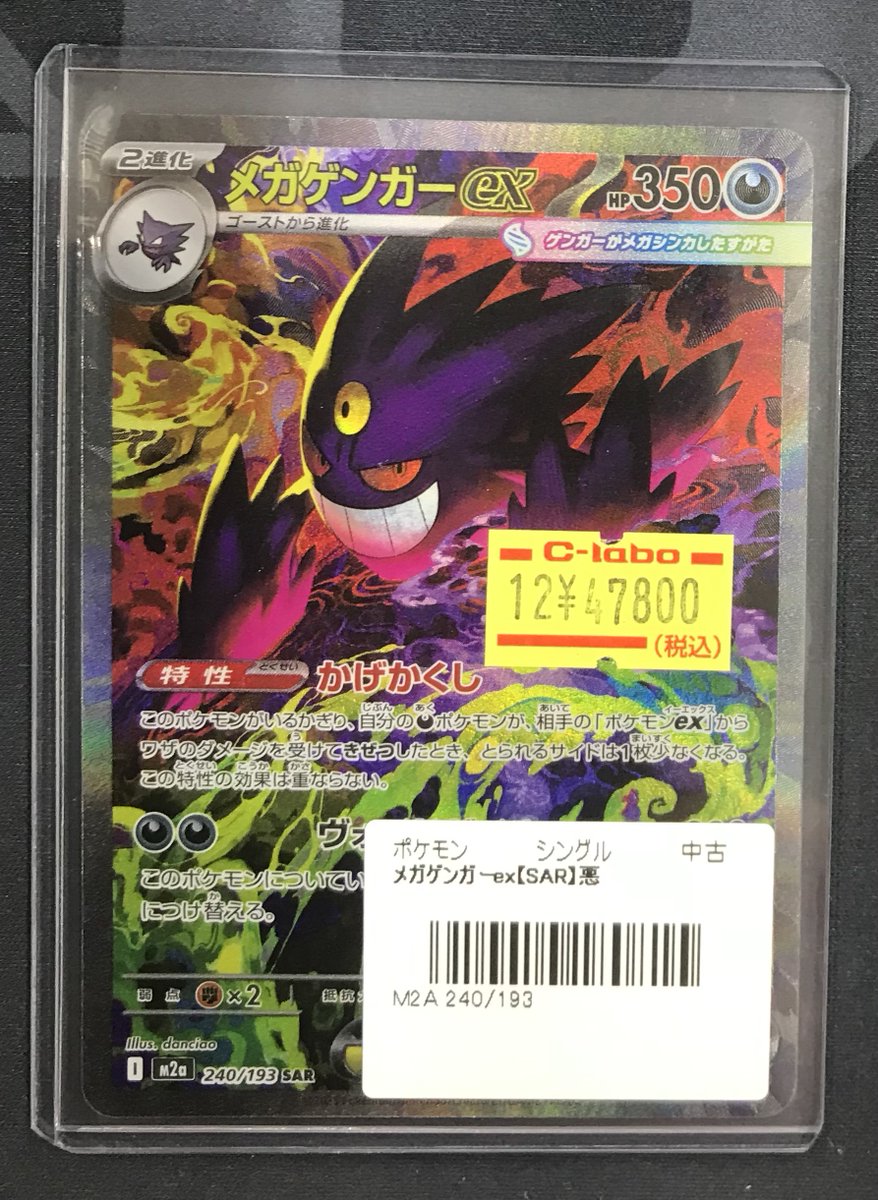 2進化
メガゲンガーex
HP350
ゴーストから進化
ゲンガーがメガシンカしたすがた
C-labo
12¥47800
(税込)
特性 とくせい かげかくし
このポケモンがいるかぎり、自分のポケモンが、相手の「ポケモンex」から
ワザのダメージを受けてきぜつしたとき、とられるサイドは1枚少なくなる。
この特性の効果は重ならない。
ヴォ
このポケモンについてい
につけ替える。
ポケモン シングル 中古
メガゲンガーex【SAR】悪
M2A 240/193
弱点 ×2 抵抗
Illus. danciao
I m2a 240/193 SAR